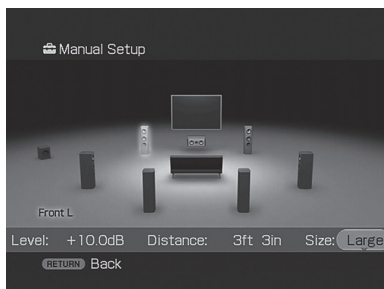 Manual Setup
Front L
Level: +10.0dB Distance: 3ft 3in Size: Large
RETURN Back